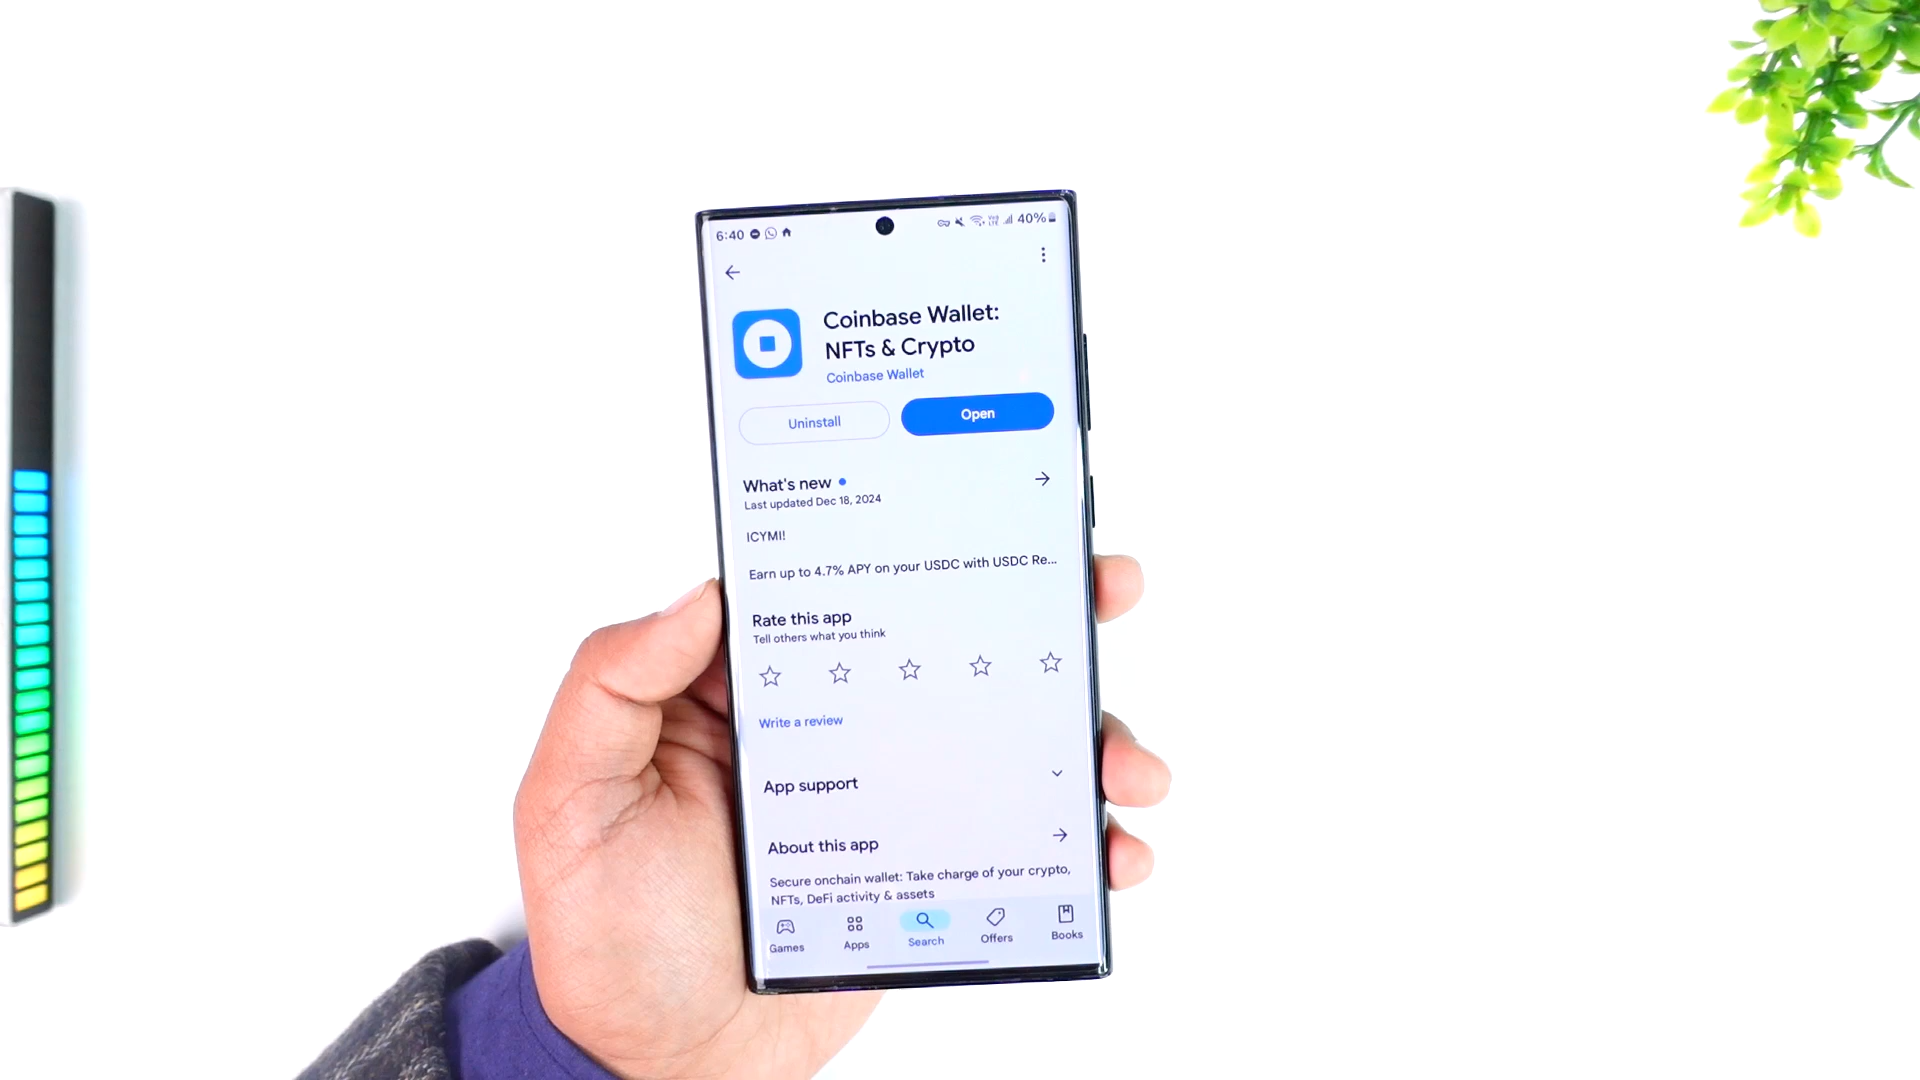 6:40
40%
Coinbase Wallet:
NFTs & Crypto
Coinbase Wallet
Uninstall
Open
What's new
Last updated Dec 18, 2024
ICYMI!
Earn up to 4.7% APY on your USDC with USDC Re...
Rate this app
Tell others what you think
Write a review
App support
About this app
Secure onchain wallet: Take charge of your crypto,
NFTs, DeFi activity & assets
Games
Apps
Search
Offers
Books